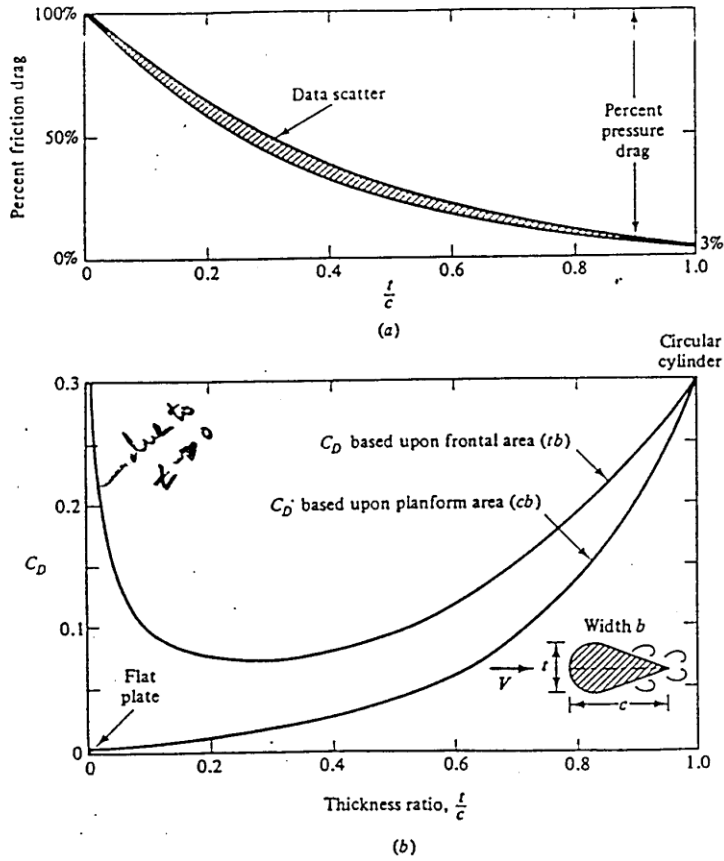 100%
Percent friction drag
50%
0%
Data scatter
Percent
pressure
drag
3%
0
0.2
0.4
0.6
0.8
1.0
t/c
(a)
Circular
cylinder
0.3
0.2
C_D
0.1
0
due to
t → 0
C_D based upon frontal area (tb)
C_D based upon planform area (cb)
Width b
V
t
c
Flat
plate
0
0.2
0.4
0.6
0.8
1.0
Thickness ratio, t/c
(b)